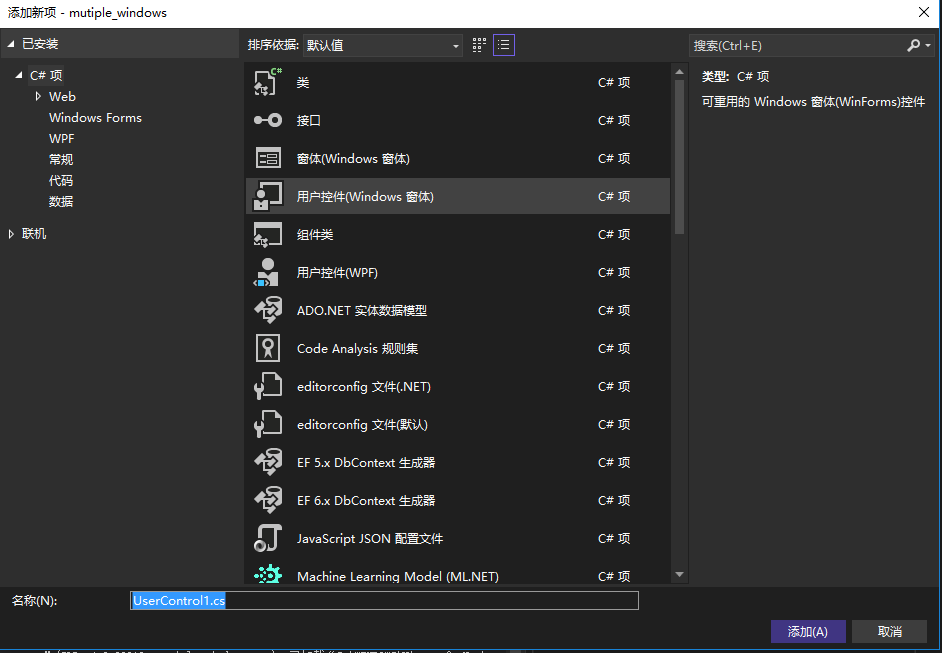 添加新项 - mutiple_windows
已安装
排序依据: 默认值
搜索(Ctrl+E)
C# 项
Web
Windows Forms
WPF
常规
代码
数据
联机
类 C# 项
接口 C# 项
窗体(Windows 窗体) C# 项
用户控件(Windows 窗体) C# 项
组件类 C# 项
用户控件(WPF) C# 项
ADO.NET 实体数据模型 C# 项
Code Analysis 规则集 C# 项
editorconfig 文件(.NET) C# 项
editorconfig 文件(默认) C# 项
EF 5.x DbContext 生成器 C# 项
EF 6.x DbContext 生成器 C# 项
JavaScript JSON 配置文件 C# 项
Machine Learning Model (ML.NET) C# 项
类型: C# 项
可重用的 Windows 窗体(WinForms)控件
名称(N): UserControl1.cs
添加(A) 取消